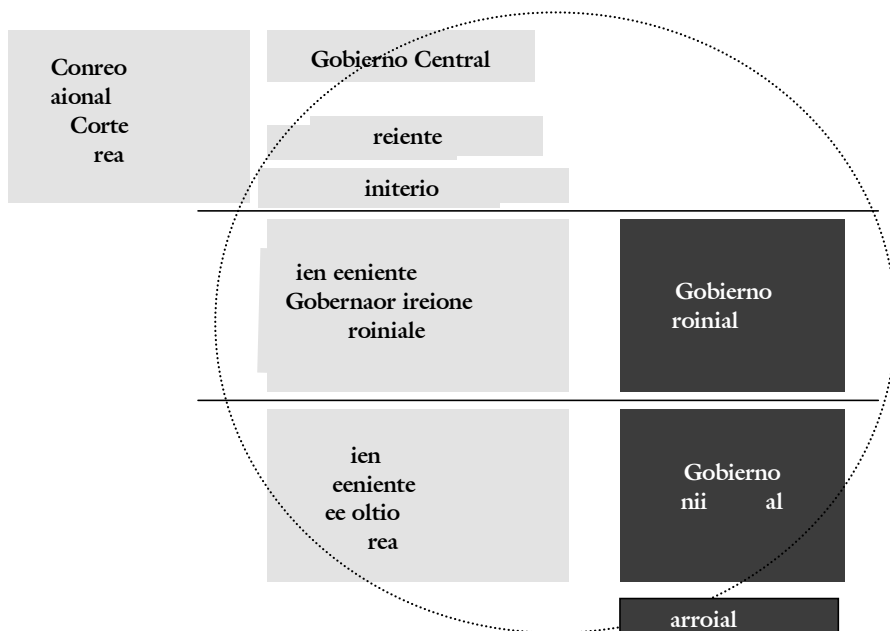 Conreo
aional
Corte
rea
Gobierno Central
reiente
initerio
ien eeniente
Gobernaor ireione
roiniale
Gobierno
roinial
ien
eeniente
ee oltio
rea
Gobierno
nii al
arroial